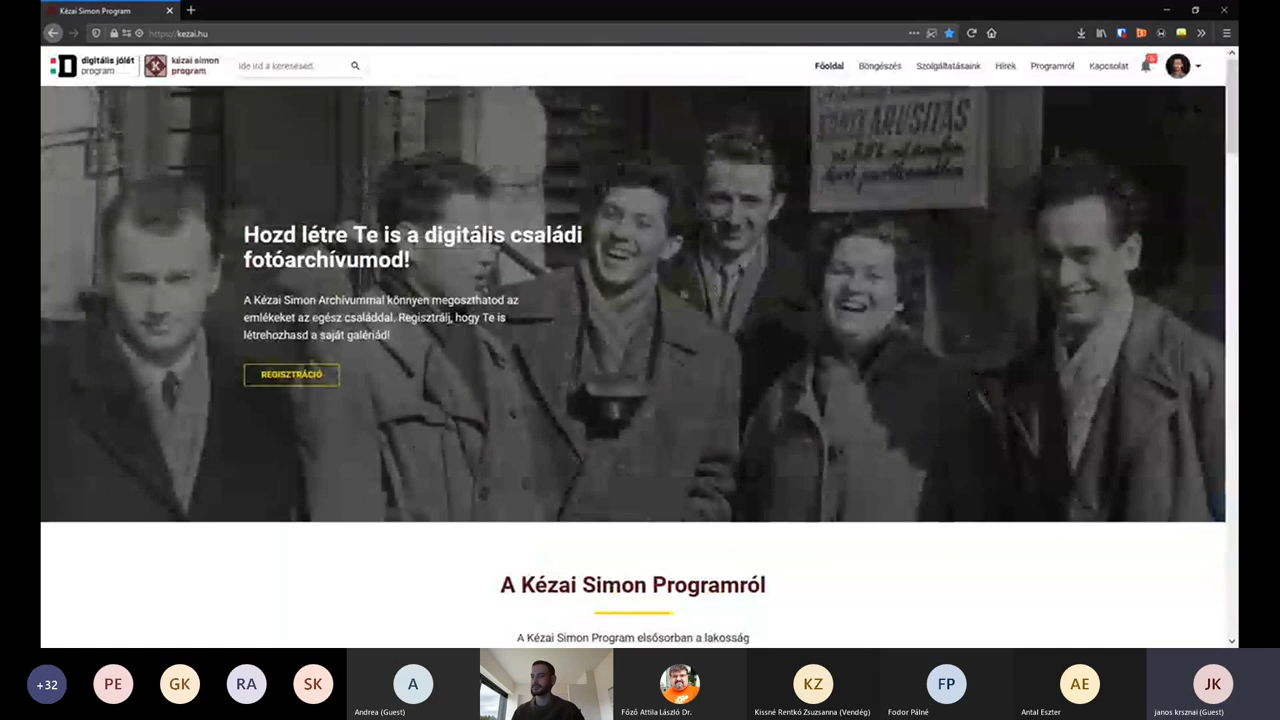 Kézai Simon Program
https://kezai.hu
digitális jólét
program
kézai simon
program
Ide írd a keresésed.
Főoldal
Böngészés
Szolgáltatásaink
Hírek
Programról
Kapcsolat
ÁRUSÍTÁS
Hozd létre Te is a digitális családi
fotóarchívumod!
A Kézai Simon Archívummal könnyen megoszthatod az
emlékeket az egész családdal. Regisztrálj, hogy Te is
létrehozhasd a saját galériád!
REGISZTRÁCIÓ
A Kézai Simon Programról
A Kézai Simon Program elsősorban a lakosság
+32
PE
GK
RA
SK
A
KZ
FP
AE
JK
Andrea (Guest)
Főző Attila László Dr.
Kissné Rentkó Zsuzsanna (Vendég)
Fodor Pálné
Antal Eszter
janos krsznai (Guest)